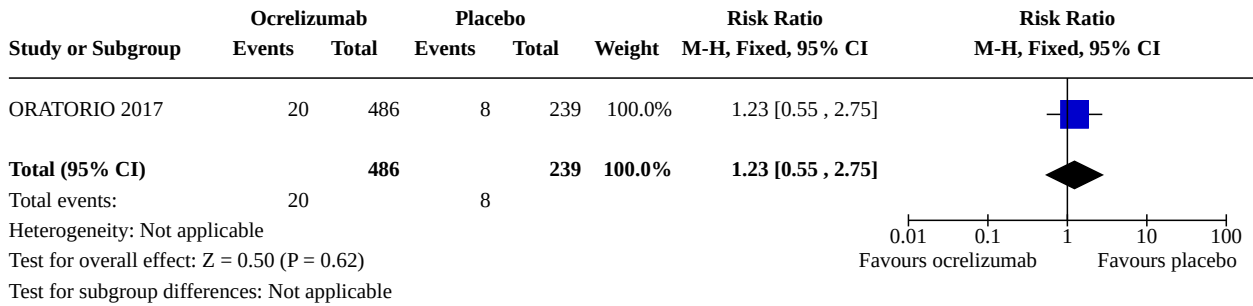 Ocrelizumab Placebo Risk Ratio Risk Ratio
Study or Subgroup Events Total Events Total Weight M-H, Fixed, 95% CI M-H, Fixed, 95% CI
ORATORIO 2017 20 486 8 239 100.0% 1.23 [0.55 , 2.75]
Total (95% CI) 486 239 100.0% 1.23 [0.55 , 2.75]
Total events: 20 8
Heterogeneity: Not applicable
0.01 0.1 1 10 100
Test for overall effect: Z = 0.50 (P = 0.62)
Favours ocrelizumab Favours placebo
Test for subgroup differences: Not applicable